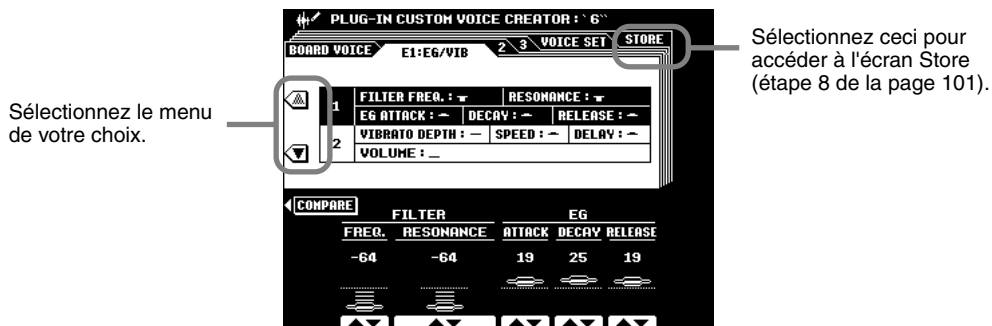 PLUG-IN CUSTOM VOICE CREATOR : ` 6``
BOARD VOICE E1:EG/VIB 2 3 VOICE SET STORE
Sélectionnez ceci pour
accéder à l'écran Store
(étape 8 de la page 101).
Sélectionnez le menu
de votre choix.
1 FILTER FREQ. : RESONANCE :
EG ATTACK : DECAY : RELEASE :
2 VIBRATO DEPTH : SPEED : DELAY :
VOLUME :
COMPARE
FILTER EG
FREQ. RESONANCE ATTACK DECAY RELEASE
-64 -64 19 25 19